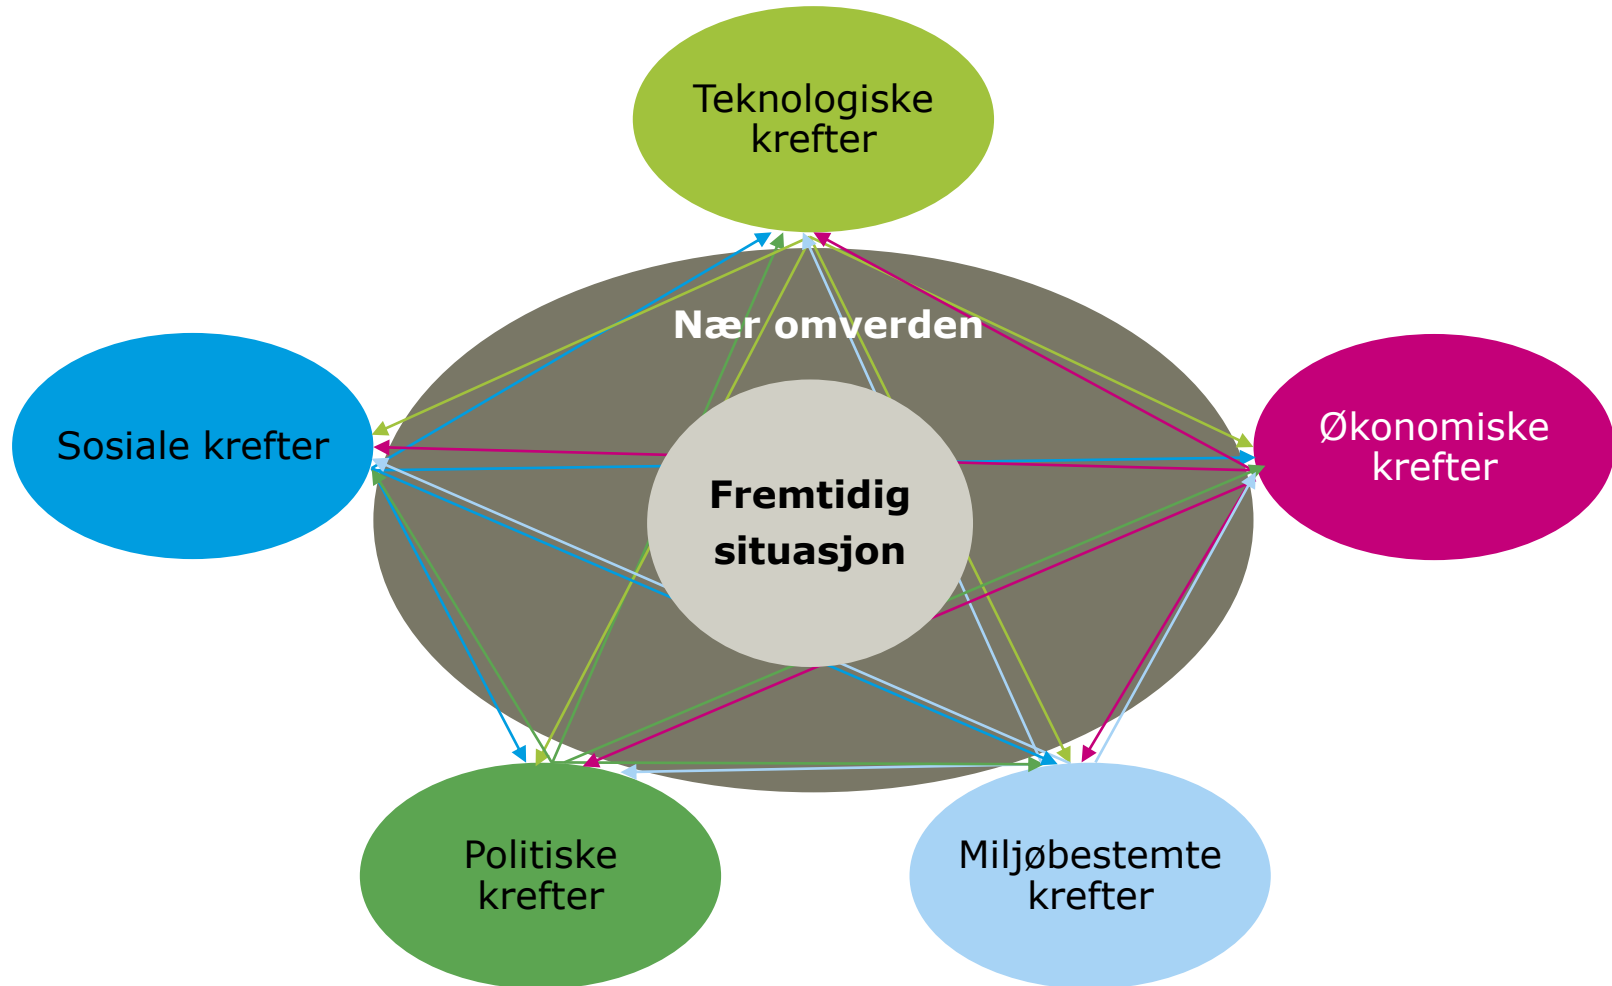 Teknologiske
krefter
Nær omverden
Sosiale krefter
Økonomiske
krefter
Fremtidig
situasjon
Politiske
krefter
Miljøbestemte
krefter